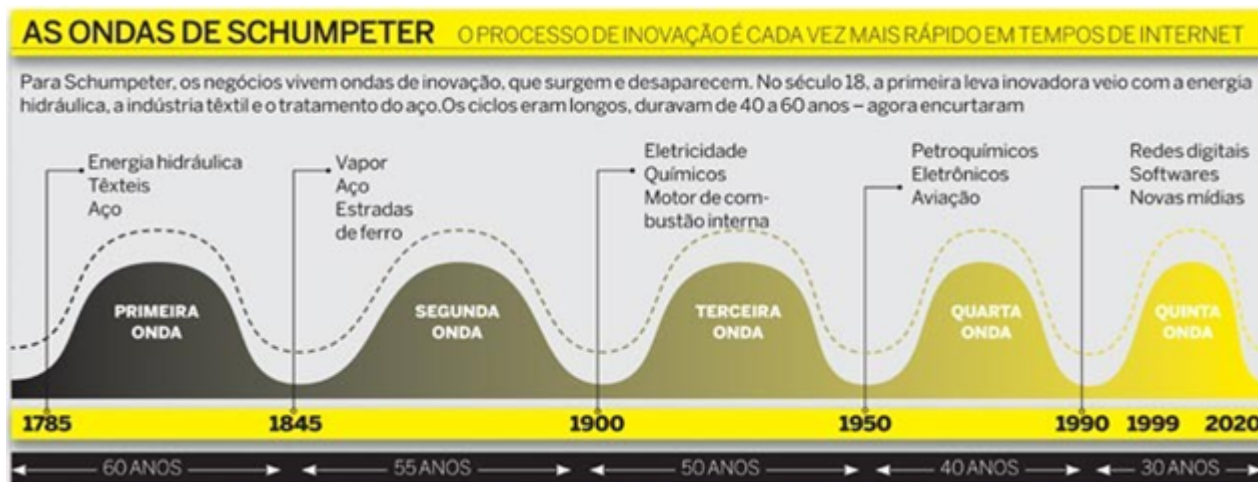 AS ONDAS DE SCHUMPETER O PROCESSO DE INOVAÇÃO É CADA VEZ MAIS RÁPIDO EM TEMPOS DE INTERNET
Para Schumpeter, os negócios vivem ondas de inovação, que surgem e desaparecem. No século 18, a primeira leva inovadora veio com a energia
hidráulica, a indústria têxtil e o tratamento do aço.Os ciclos eram longos, duravam de 40 a 60 anos – agora encurtaram
Energia hidráulica
Têxteis
Aço
Vapor
Aço
Estradas
de ferro
Eletricidade
Químicos
Motor de com-
bustão interna
Petroquímicos
Eletrônicos
Aviação
Redes digitais
Softwares
Novas mídias
PRIMEIRA
ONDA
SEGUNDA
ONDA
TERCEIRA
ONDA
QUARTA
ONDA
QUINTA
ONDA
1785 1845 1900 1950 1990 1999 2020
60 ANOS 55 ANOS 50 ANOS 40 ANOS 30 ANOS